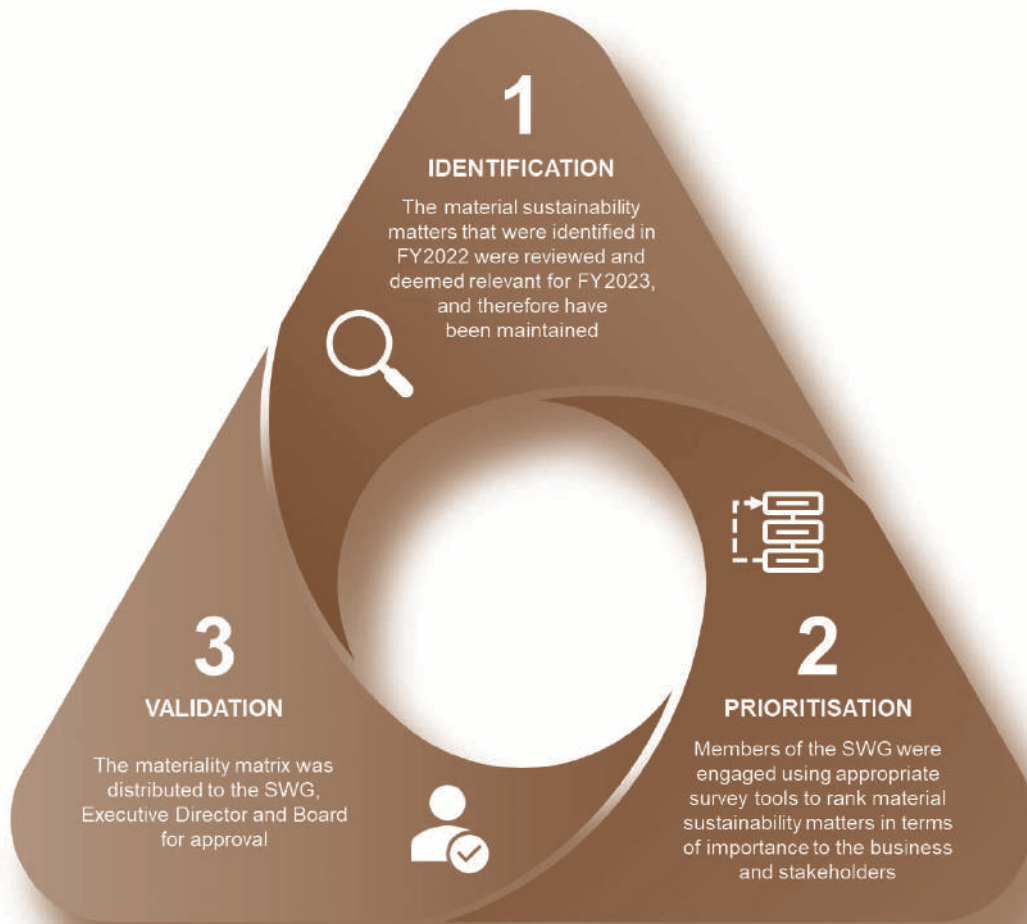 1
IDENTIFICATION
The material sustainability
matters that were identified in
FY2022 were reviewed and
deemed relevant for FY2023,
and therefore have
been maintained
2
PRIORITISATION
Members of the SWG were
engaged using appropriate
survey tools to rank material
sustainability matters in terms
of importance to the business
and stakeholders
3
VALIDATION
The materiality matrix was
distributed to the SWG,
Executive Director and Board
for approval